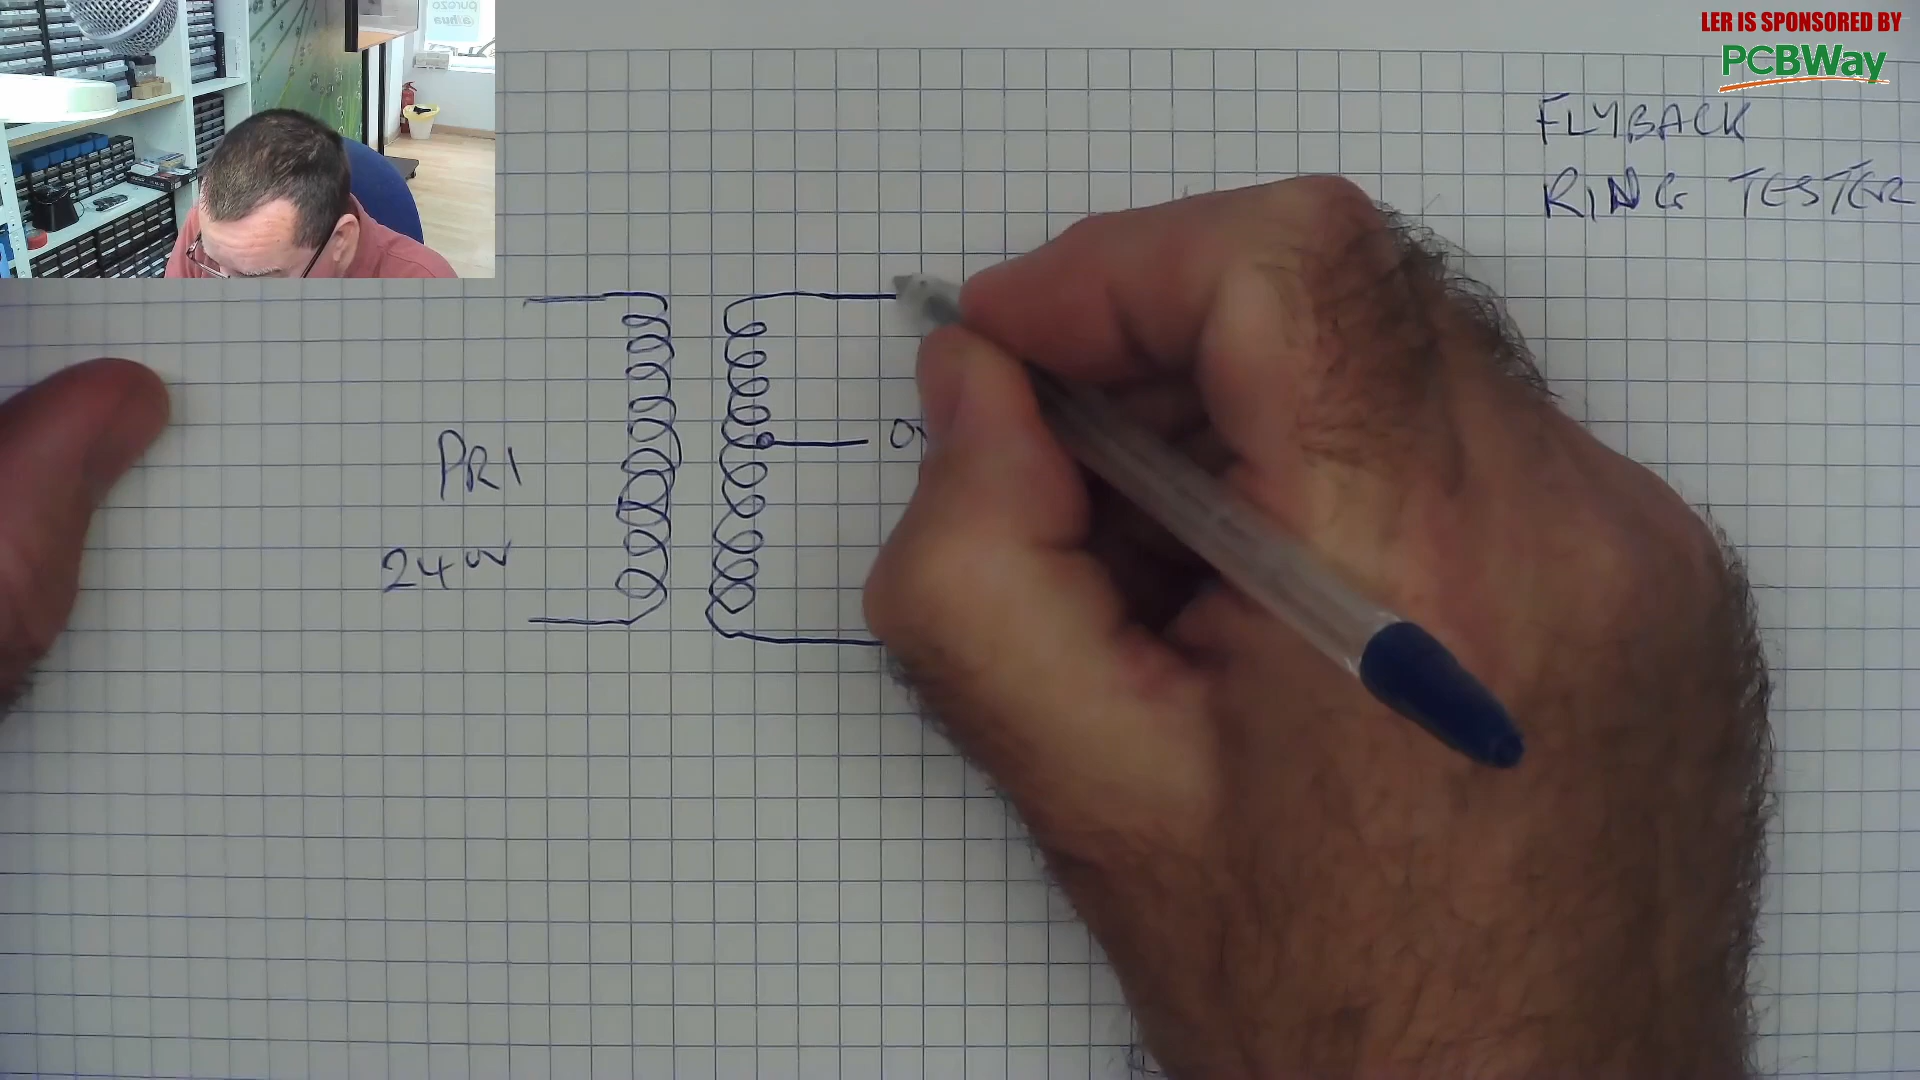 LER IS SPONSORED BY
PCBWay
FLYBACK
RING TESTER
PRI
240V